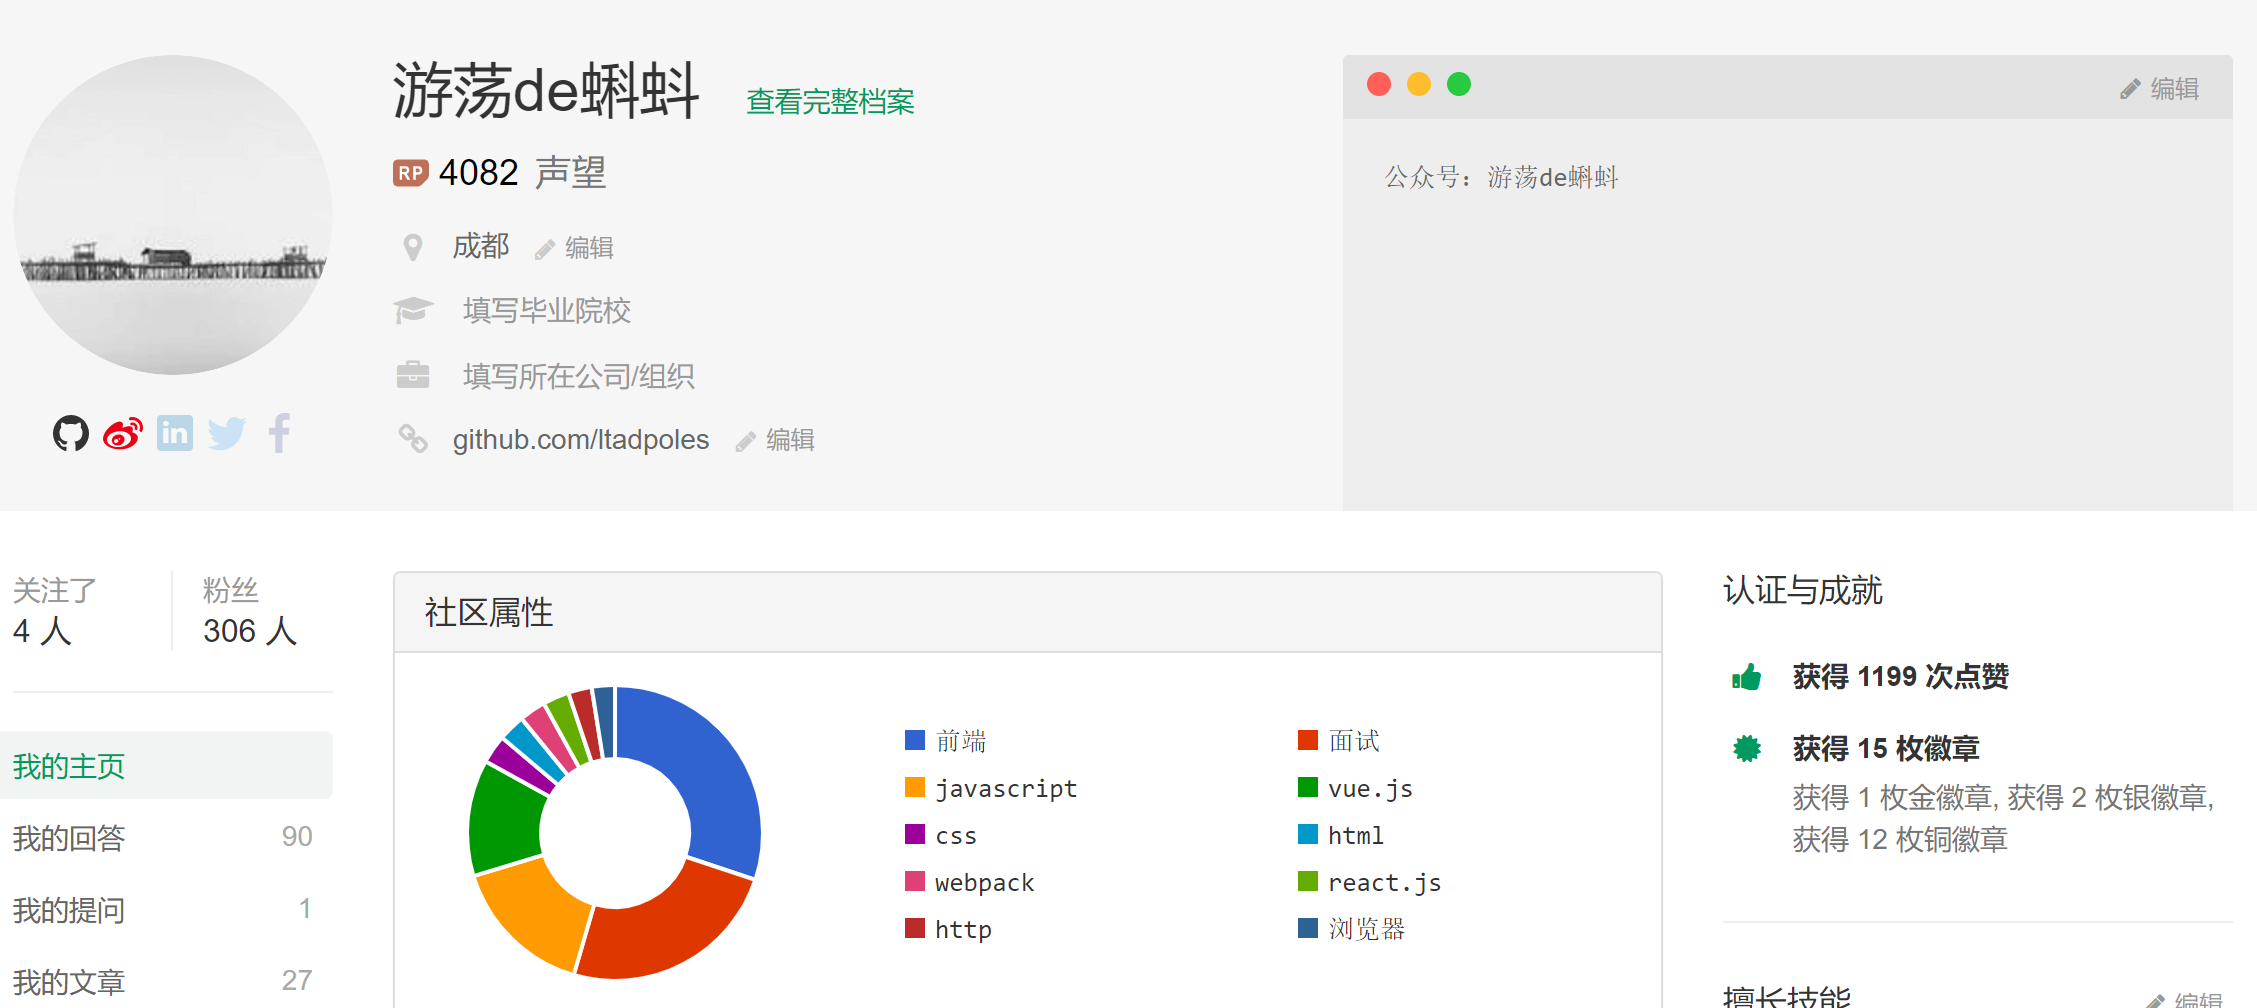 游荡de蝌蚪 查看完整档案
RP 4082 声望
成都 编辑
填写毕业院校
填写所在公司/组织
github.com/ltadpoles 编辑
编辑
公众号：游荡de蝌蚪
关注了
4 人
粉丝
306 人
我的主页
我的回答 90
我的提问 1
我的文章 27
社区属性
前端 面试
javascript vue.js
css html
webpack react.js
http 浏览器
认证与成就
获得 1199 次点赞
获得 15 枚徽章
获得 1 枚金徽章, 获得 2 枚银徽章,
获得 12 枚铜徽章
擅长技能 编辑